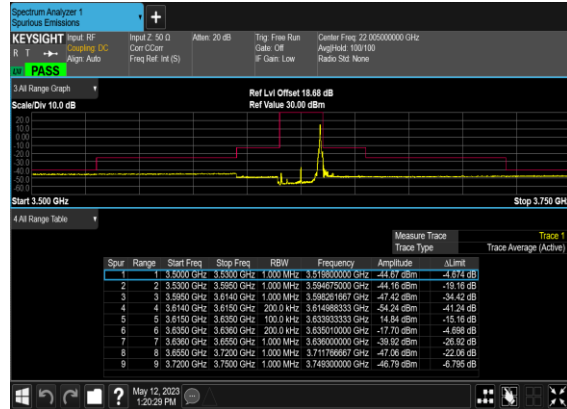 Spectrum Analyzer 1
Spurious Emissions
KEYSIGHT Input: RF Input Z: 50 Ω Atten: 20 dB Trig: Free Run Center Freq: 22.005000000 GHz
R T Coupling: DC Corr CCorr Gate: Off Avg|Hold: 100/100
Align: Auto Freq Ref: Int (S) IF Gain: Low Radio Std: None
PASS
3 All Range Graph Ref Lvl Offset 18.68 dB
Scale/Div 10.0 dB Ref Value 30.00 dBm
20.0
10.0
0.00
-10.0
-20.0
-30.0
-40.0
-50.0
-60.0
Start 3.500 GHz Stop 3.750 GH
4 All Range Table
Measure Trace Trace 1
Trace Type Trace Average (Active)
Spur Range Start Freq Stop Freq RBW Frequency Amplitude ΔLimit
1 1 3.5000 GHz 3.5300 GHz 1.000 MHz 3.519800000 GHz -44.67 dBm -4.674 dB
2 2 3.5300 GHz 3.5950 GHz 1.000 MHz 3.594675000 GHz -44.16 dBm -19.16 dB
3 3 3.5950 GHz 3.6140 GHz 1.000 MHz 3.598261667 GHz -47.42 dBm -34.42 dB
4 4 3.6140 GHz 3.6150 GHz 200.0 kHz 3.614988333 GHz -54.24 dBm -41.24 dB
5 5 3.6150 GHz 3.6350 GHz 100.0 kHz 3.633933333 GHz 14.84 dBm -15.16 dB
6 6 3.6350 GHz 3.6360 GHz 200.0 kHz 3.635010000 GHz -17.70 dBm -4.698 dB
7 7 3.6360 GHz 3.6550 GHz 1.000 MHz 3.636000000 GHz -39.92 dBm -26.92 dB
8 8 3.6550 GHz 3.7200 GHz 1.000 MHz 3.711766667 GHz -47.06 dBm -22.06 dB
9 9 3.7200 GHz 3.7500 GHz 1.000 MHz 3.749300000 GHz -46.79 dBm -6.795 dB
May 12, 2023
1:20:29 PM